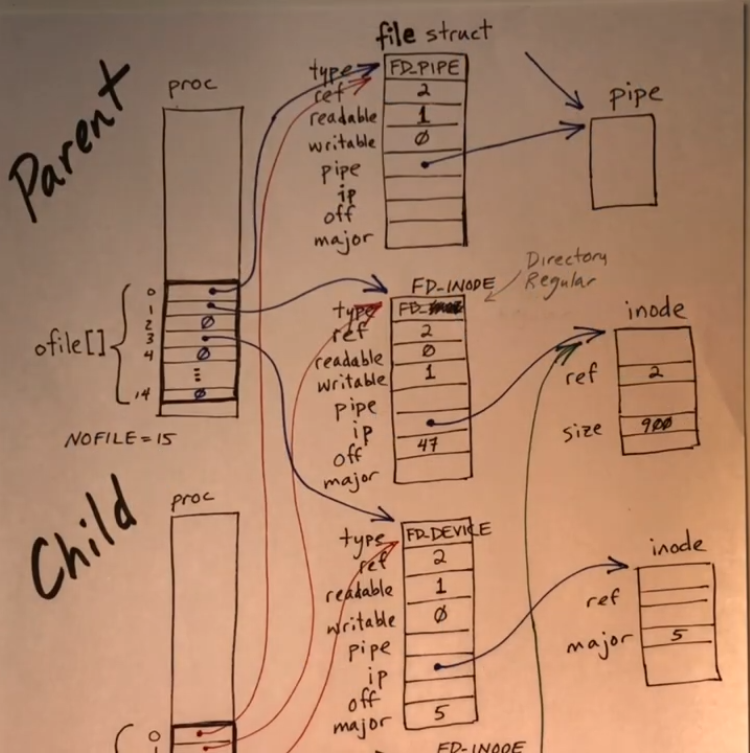 Parent
proc
0
1
2 Ø
3
4 Ø
⋮
14 Ø
ofile[]
NOFILE = 15
file struct
type FD-PIPE
ref 2
readable 1
writable Ø
pipe
ip
off
major
pipe
Directory
Regular
FD-INODE
type FD-
ref 2
readable Ø
writable 1
pipe
ip
off 47
major
inode
ref 2
size 900
type FD-DEVICE
ref 2
readable 1
writable Ø
pipe
ip
off
major 5
inode
ref
major 5
Child
proc
0
1
FD-INODE